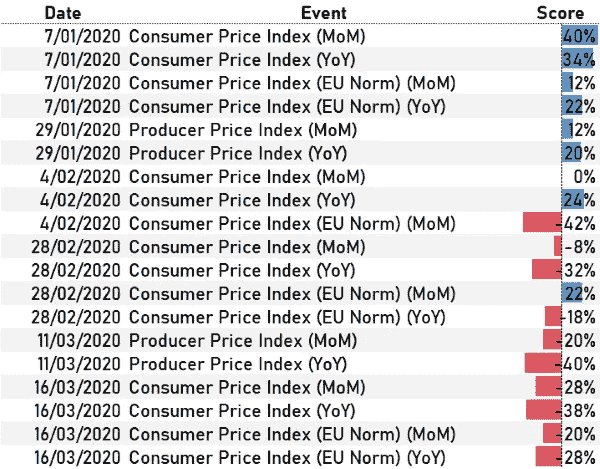 Date Event Score
7/01/2020 Consumer Price Index (MoM) 40%
7/01/2020 Consumer Price Index (YoY) 34%
7/01/2020 Consumer Price Index (EU Norm) (MoM) 12%
7/01/2020 Consumer Price Index (EU Norm) (YoY) 22%
29/01/2020 Producer Price Index (MoM) 12%
29/01/2020 Producer Price Index (YoY) 20%
4/02/2020 Consumer Price Index (MoM) 0%
4/02/2020 Consumer Price Index (YoY) 24%
4/02/2020 Consumer Price Index (EU Norm) (MoM) -42%
28/02/2020 Consumer Price Index (MoM) -8%
28/02/2020 Consumer Price Index (YoY) -32%
28/02/2020 Consumer Price Index (EU Norm) (MoM) 22%
28/02/2020 Consumer Price Index (EU Norm) (YoY) -18%
11/03/2020 Producer Price Index (MoM) -20%
11/03/2020 Producer Price Index (YoY) -40%
16/03/2020 Consumer Price Index (MoM) -28%
16/03/2020 Consumer Price Index (YoY) -38%
16/03/2020 Consumer Price Index (EU Norm) (MoM) -20%
16/03/2020 Consumer Price Index (EU Norm) (YoY) -28%